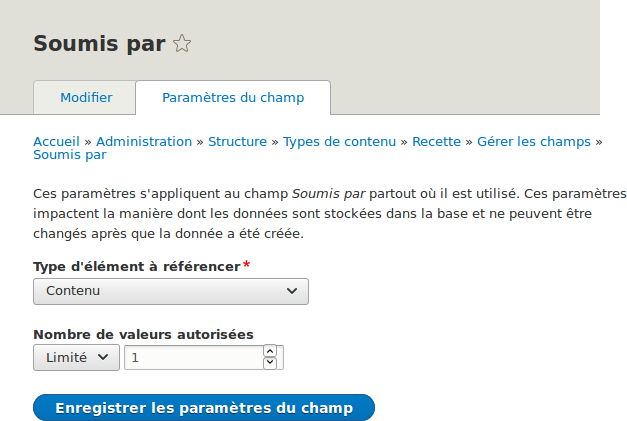 Soumis par
Modifier
Paramètres du champ
Accueil » Administration » Structure » Types de contenu » Recette » Gérer les champs »
Soumis par
Ces paramètres s'appliquent au champ Soumis par partout où il est utilisé. Ces paramètres
impactent la manière dont les données sont stockées dans la base et ne peuvent être
changés après que la donnée a été créée.
Type d'élément à référencer*
Contenu
Nombre de valeurs autorisées
Limité
1
Enregistrer les paramètres du champ